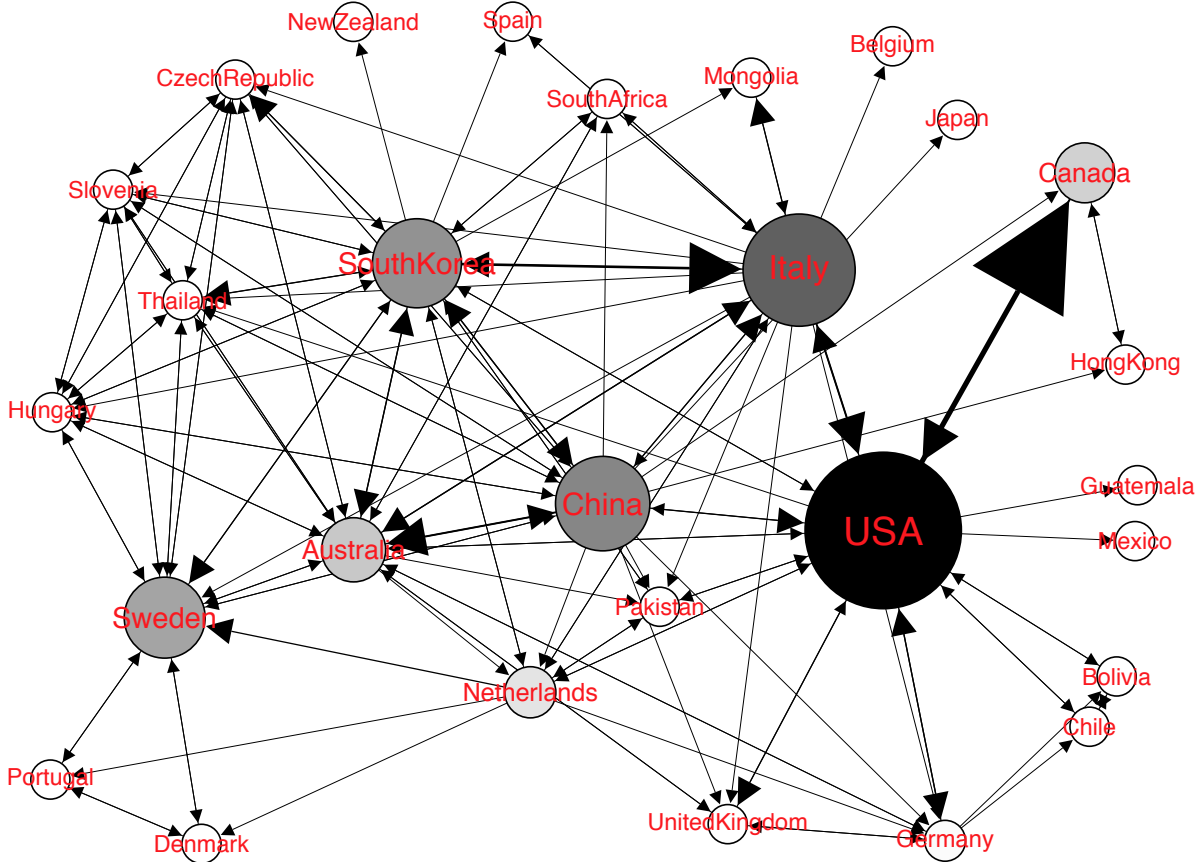 NewZealand
Spain
Belgium
CzechRepublic
Mongolia
SouthAfrica
Japan
Canada
Slovenia
SouthKorea
Italy
Thailand
HongKong
Hungary
Guatemala
China
USA
Mexico
Australia
Pakistan
Sweden
Bolivia
Netherlands
Chile
Portugal
UnitedKingdom
Germany
Denmark